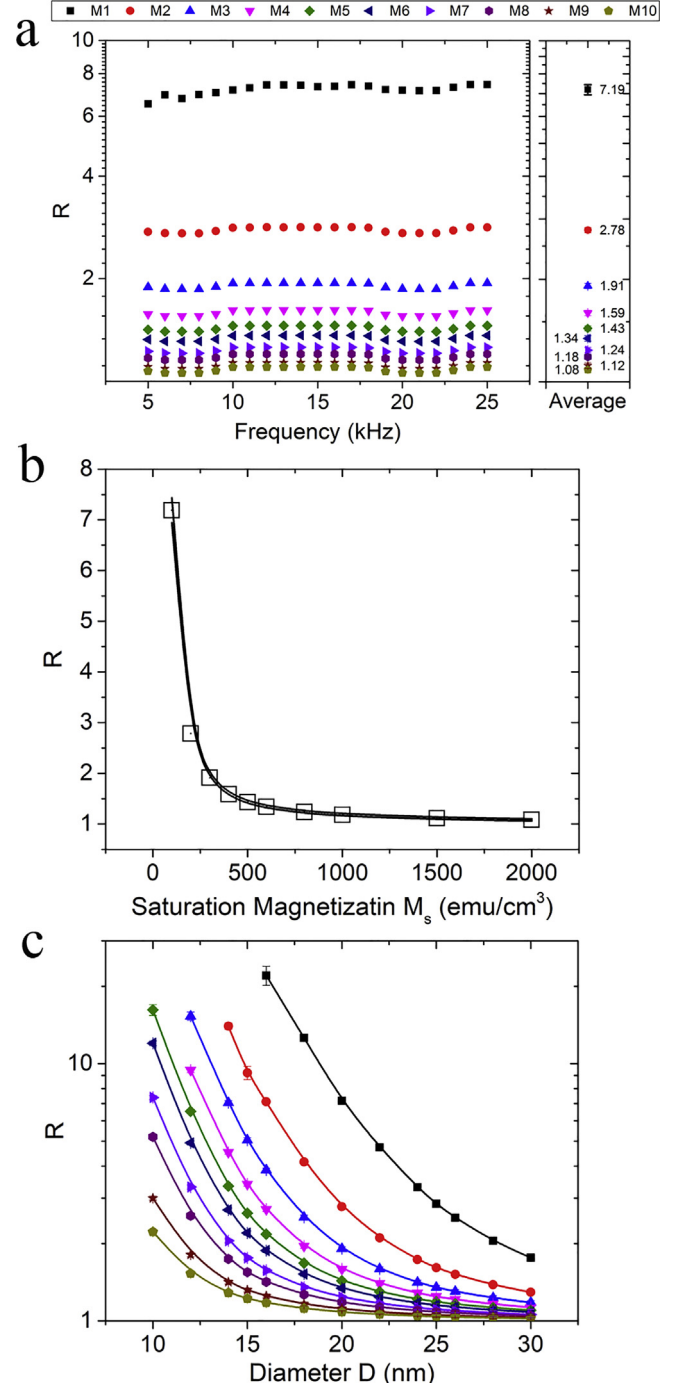 M1 M2 M3 M4 M5 M6 M7 M8 M9 M10
a
10
8
6
4
2
R
5 10 15 20 25
Frequency (kHz)
7.19
2.78
1.91
1.59
1.43
1.34
1.24
1.18
1.12
1.08
Average
b
8
7
6
5
4
3
2
1
R
0 500 1000 1500 2000
Saturation Magnetizatin Ms (emu/cm3)
c
10
1
R
10 15 20 25 30
Diameter D (nm)